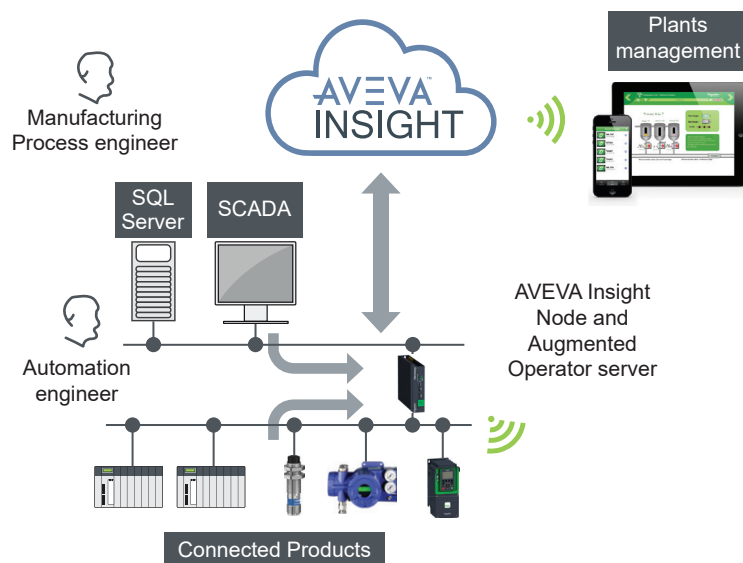 Plants
management
AVEVA™
INSIGHT
Manufacturing
Process engineer
SQL
Server
SCADA
AVEVA Insight
Node and
Augmented
Operator server
Automation
engineer
Connected Products